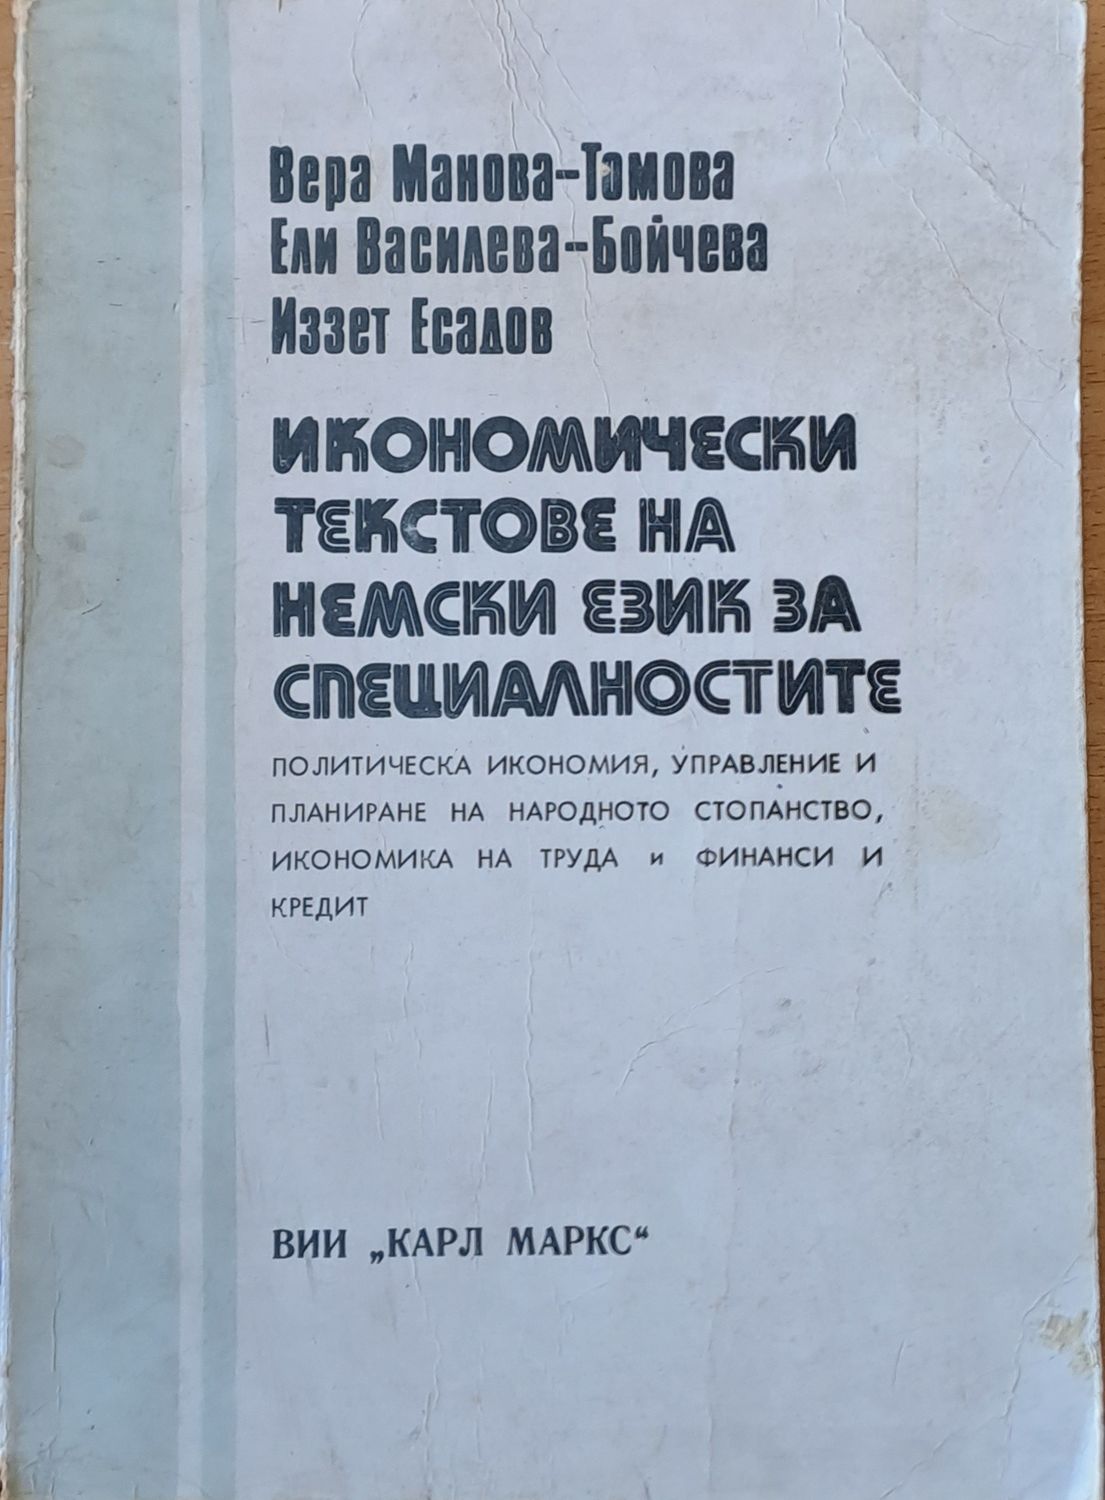 Вера Манова-Томова
Ели Василева-Бойчева
Иззет Есадов
ИКОНОМИЧЕСКИ
ТЕКСТОВЕ НА
НЕМСКИ ЕЗИК ЗА
СПЕЦИАЛНОСТИТЕ
ПОЛИТИЧЕСКА ИКОНОМИЯ, УПРАВЛЕНИЕ И
ПЛАНИРАНЕ НА НАРОДНОТО СТОПАНСТВО,
ИКОНОМИКА НА ТРУДА и ФИНАНСИ И
КРЕДИТ
ВИИ „КАРЛ МАРКС“